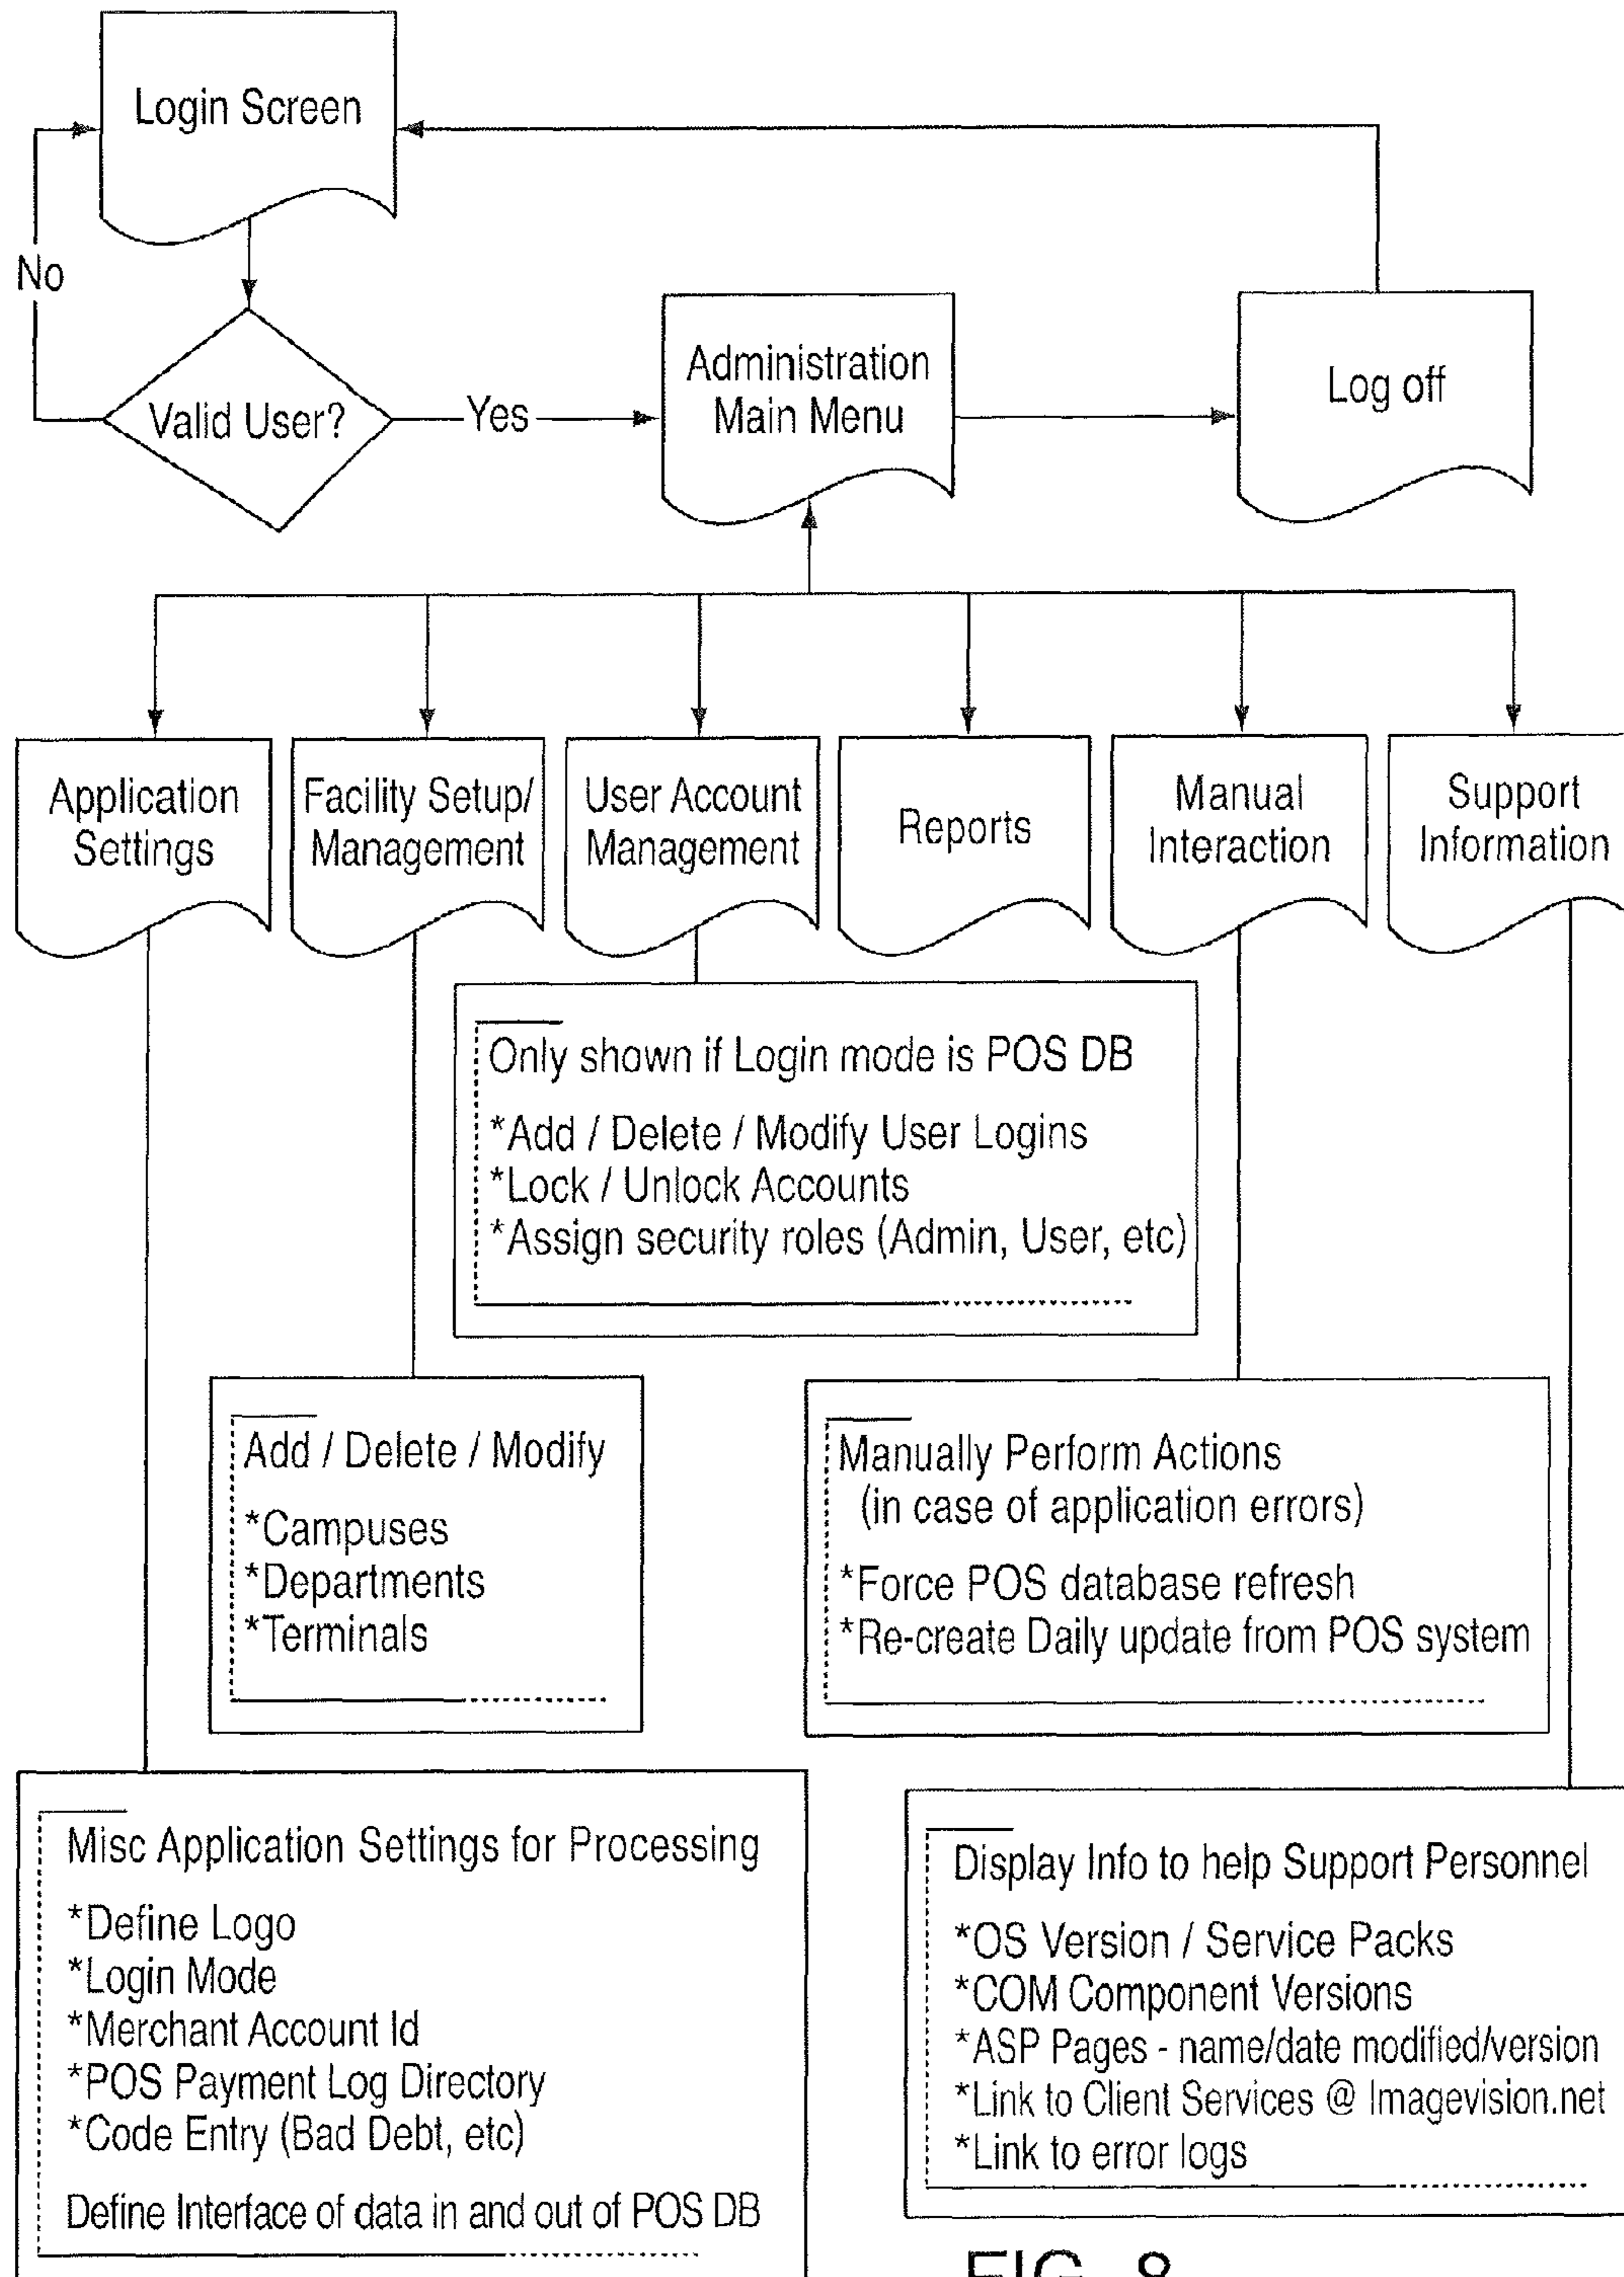 Login Screen
No
Valid User?
Yes
Administration
Main Menu
Log off
Application
Settings
Facility Setup/
Management
User Account
Management
Reports
Manual
Interaction
Support
Information
Only shown if Login mode is POS DB
*Add / Delete / Modify User Logins
*Lock / Unlock Accounts
*Assign security roles (Admin, User, etc)
Add / Delete / Modify
*Campuses
*Departments
*Terminals
Manually Perform Actions
(in case of application errors)
*Force POS database refresh
*Re-create Daily update from POS system
Misc Application Settings for Processing
*Define Logo
*Login Mode
*Merchant Account Id
*POS Payment Log Directory
*Code Entry (Bad Debt, etc)
Define Interface of data in and out of POS DB
Display Info to help Support Personnel
*OS Version / Service Packs
*COM Component Versions
*ASP Pages - name/date modified/version
*Link to Client Services @ Imagevision.net
*Link to error logs
FIG. 8